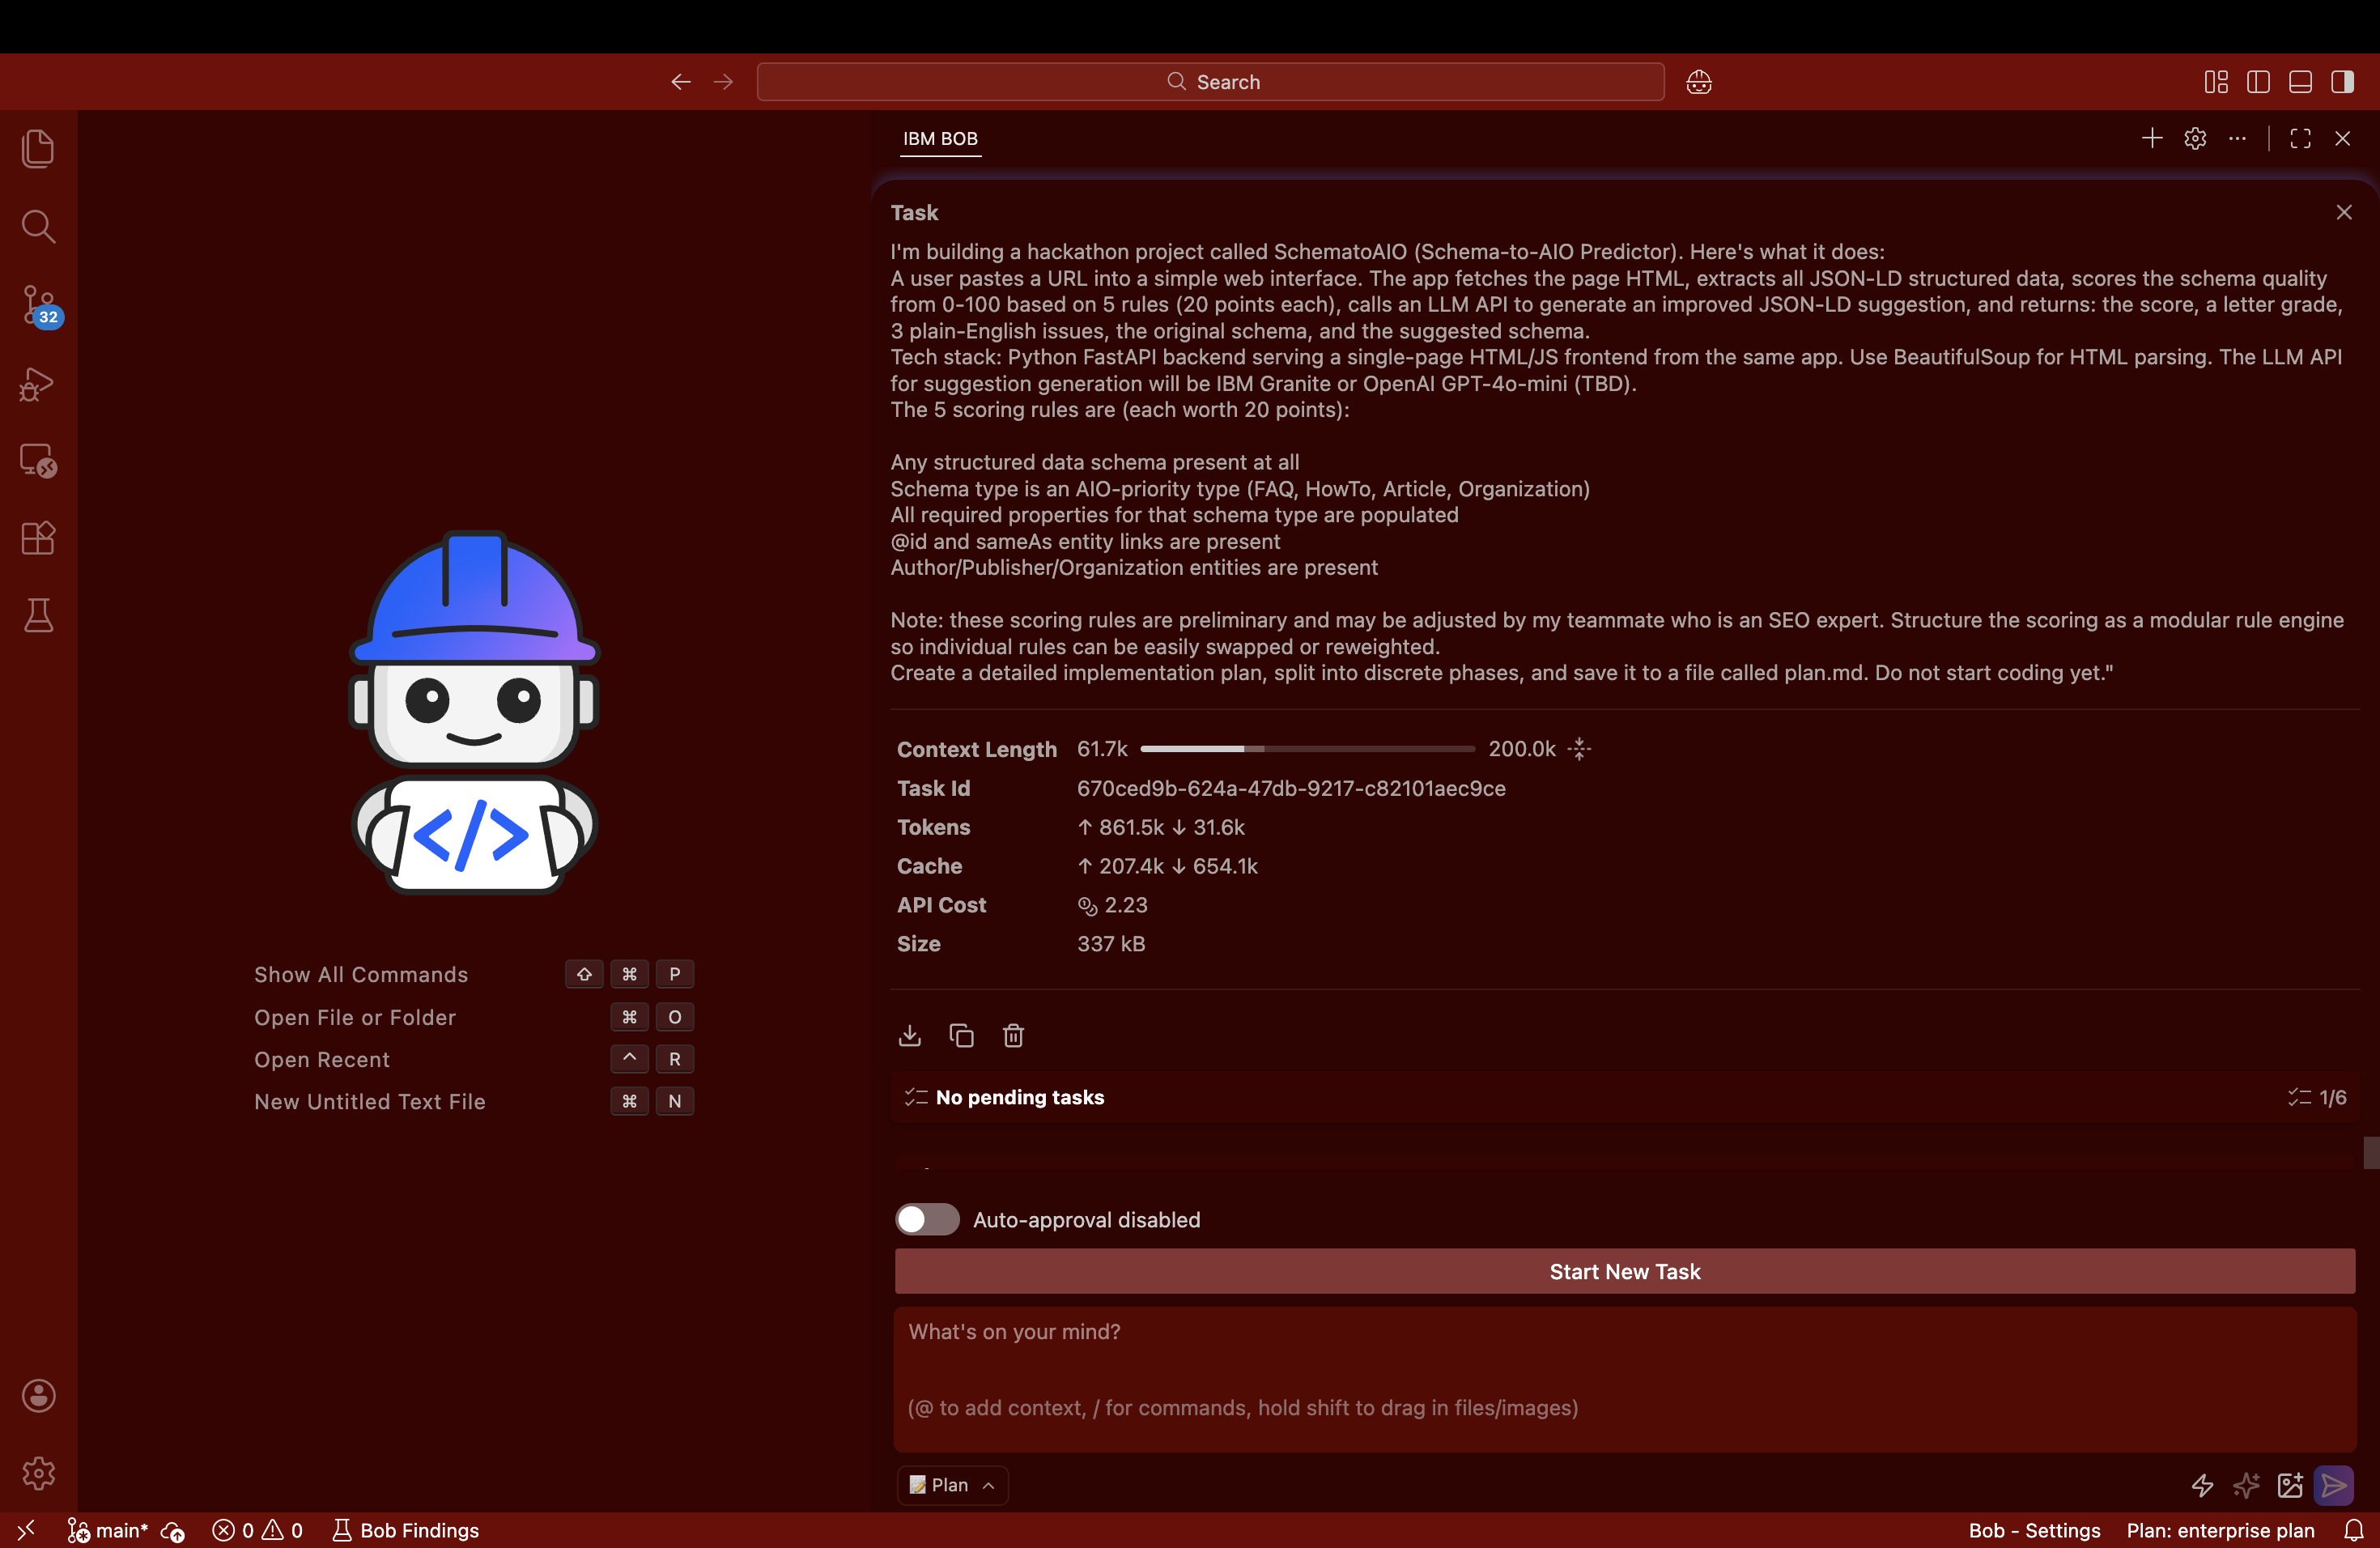 Search
IBM BOB
32
Task
I'm building a hackathon project called SchematoAIO (Schema-to-AIO Predictor). Here's what it does:
A user pastes a URL into a simple web interface. The app fetches the page HTML, extracts all JSON-LD structured data, scores the schema quality
from 0-100 based on 5 rules (20 points each), calls an LLM API to generate an improved JSON-LD suggestion, and returns: the score, a letter grade,
3 plain-English issues, the original schema, and the suggested schema.
Tech stack: Python FastAPI backend serving a single-page HTML/JS frontend from the same app. Use BeautifulSoup for HTML parsing. The LLM API
for suggestion generation will be IBM Granite or OpenAI GPT-4o-mini (TBD).
The 5 scoring rules are (each worth 20 points):
Any structured data schema present at all
Schema type is an AIO-priority type (FAQ, HowTo, Article, Organization)
All required properties for that schema type are populated
@id and sameAs entity links are present
Author/Publisher/Organization entities are present
Note: these scoring rules are preliminary and may be adjusted by my teammate who is an SEO expert. Structure the scoring as a modular rule engine
so individual rules can be easily swapped or reweighted.
Create a detailed implementation plan, split into discrete phases, and save it to a file called plan.md. Do not start coding yet."
Context Length 61.7k 200.0k
Task Id 670ced9b-624a-47db-9217-c82101aec9ce
Tokens ↑ 861.5k ↓ 31.6k
Cache ↑ 207.4k ↓ 654.1k
API Cost 2.23
Size 337 kB
</>
Show All Commands ⇧ ⌘ P
Open File or Folder ⌘ O
Open Recent ^ R
New Untitled Text File ⌘ N
No pending tasks 1/6
Auto-approval disabled
Start New Task
What's on your mind?
(@ to add context, / for commands, hold shift to drag in files/images)
Plan
main* 0 0 Bob Findings Bob - Settings Plan: enterprise plan